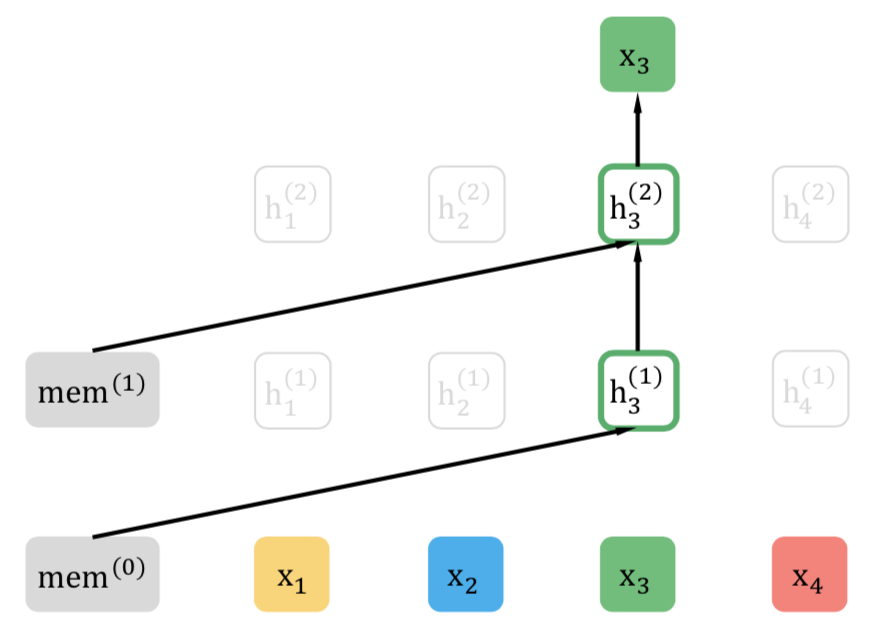 x₃
h₁⁽²⁾ h₂⁽²⁾ h₃⁽²⁾ h₄⁽²⁾
mem⁽¹⁾ h₁⁽¹⁾ h₂⁽¹⁾ h₃⁽¹⁾ h₄⁽¹⁾
mem⁽⁰⁾ x₁ x₂ x₃ x₄